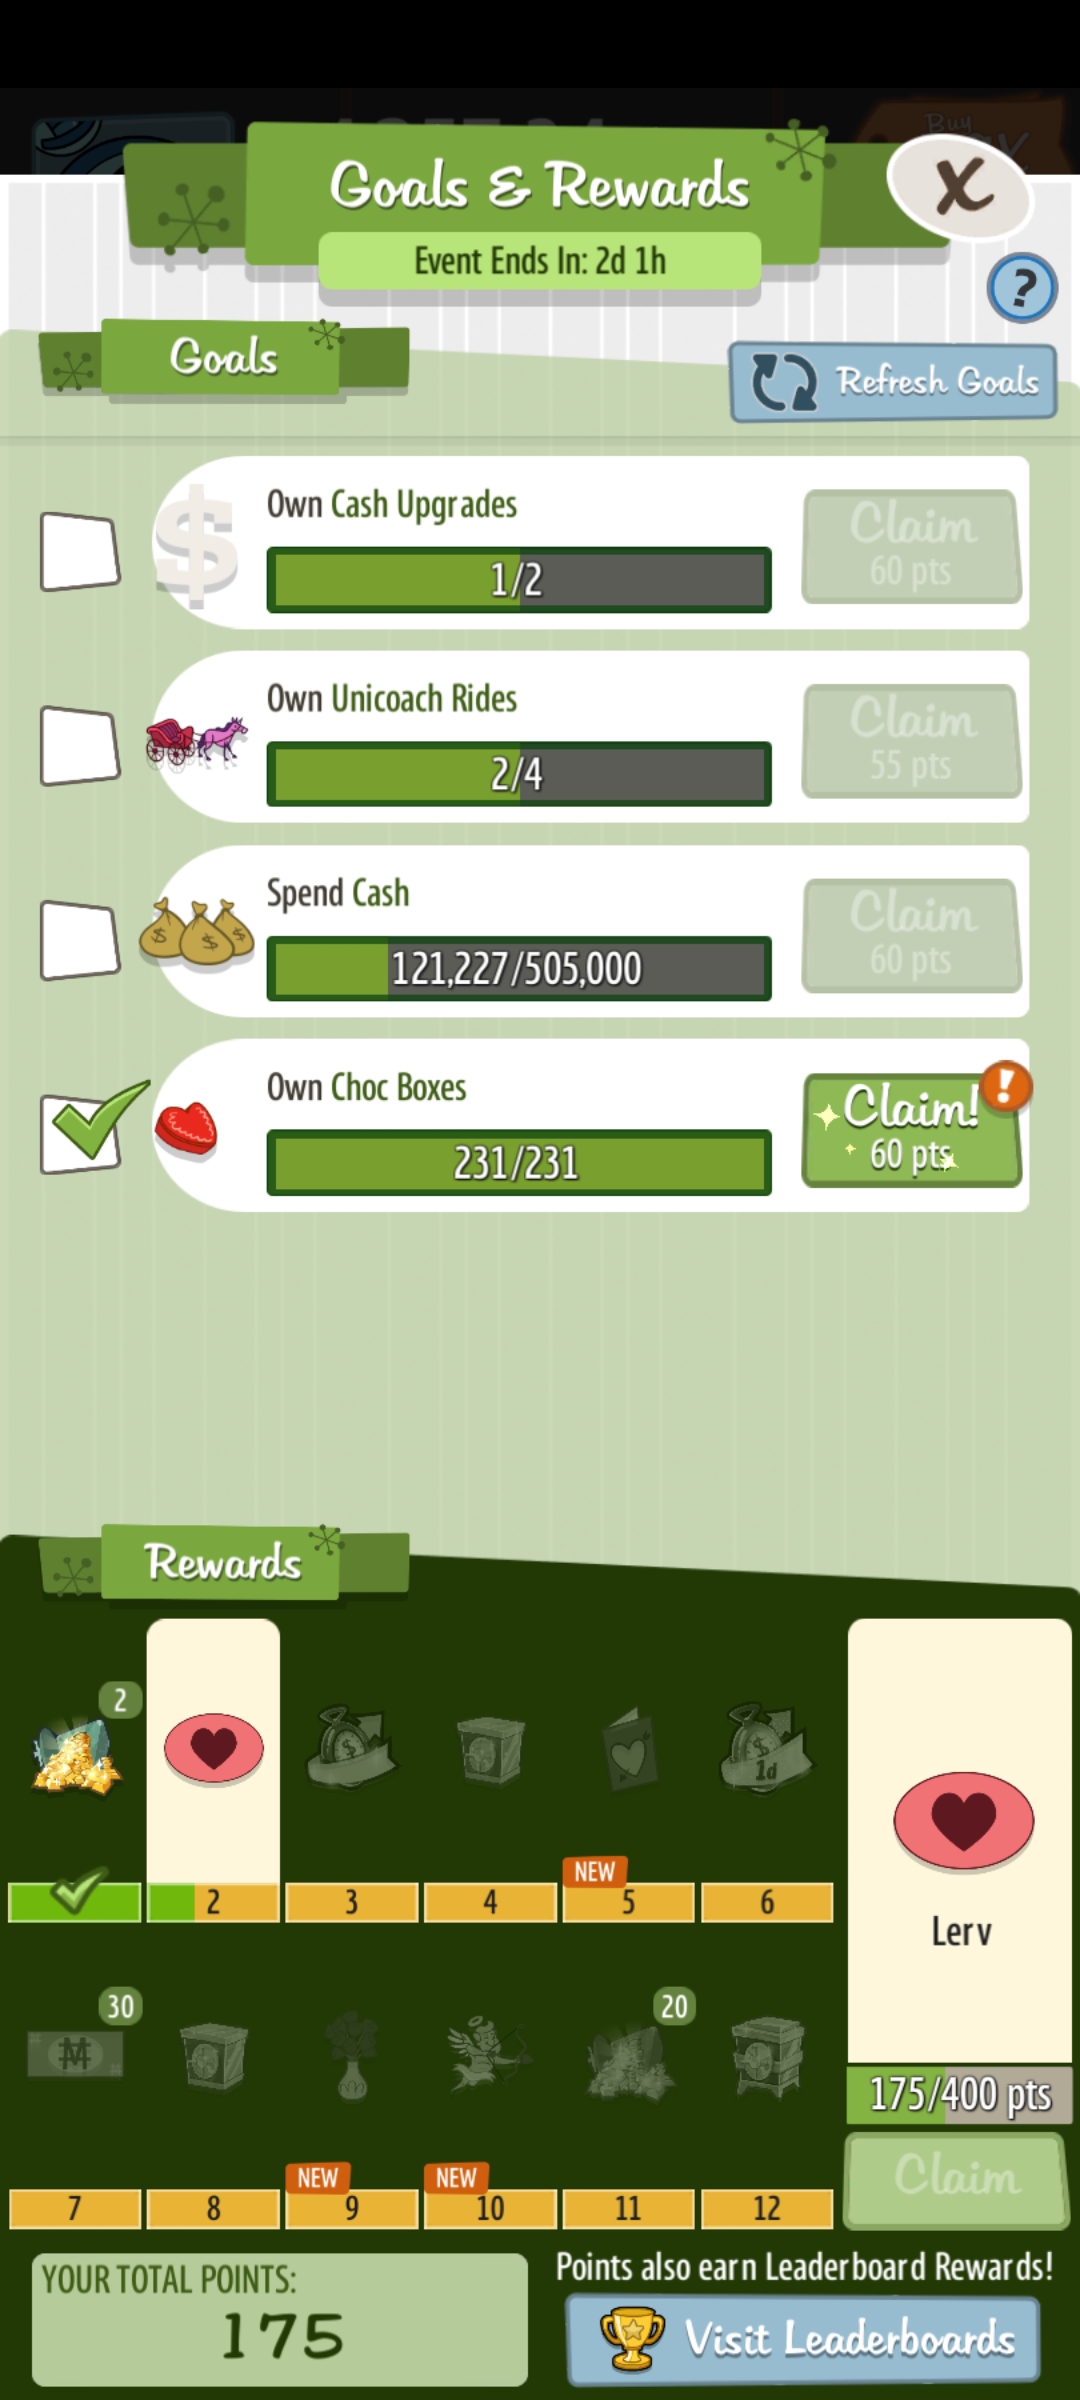 Buy
Goals & Rewards
X
Event Ends In: 2d 1h
?
Goals
Refresh Goals
Own Cash Upgrades
1/2
Claim
60 pts
Own Unicoach Rides
2/4
Claim
55 pts
Spend Cash
121,227/505,000
Claim
60 pts
Own Choc Boxes
231/231
Claim!
60 pts
!
Rewards
2
1d
NEW
2
3
4
5
6
Lerv
30
20
175/400 pts
Claim
NEW
NEW
7
8
9
10
11
12
YOUR TOTAL POINTS:
175
Points also earn Leaderboard Rewards!
Visit Leaderboards